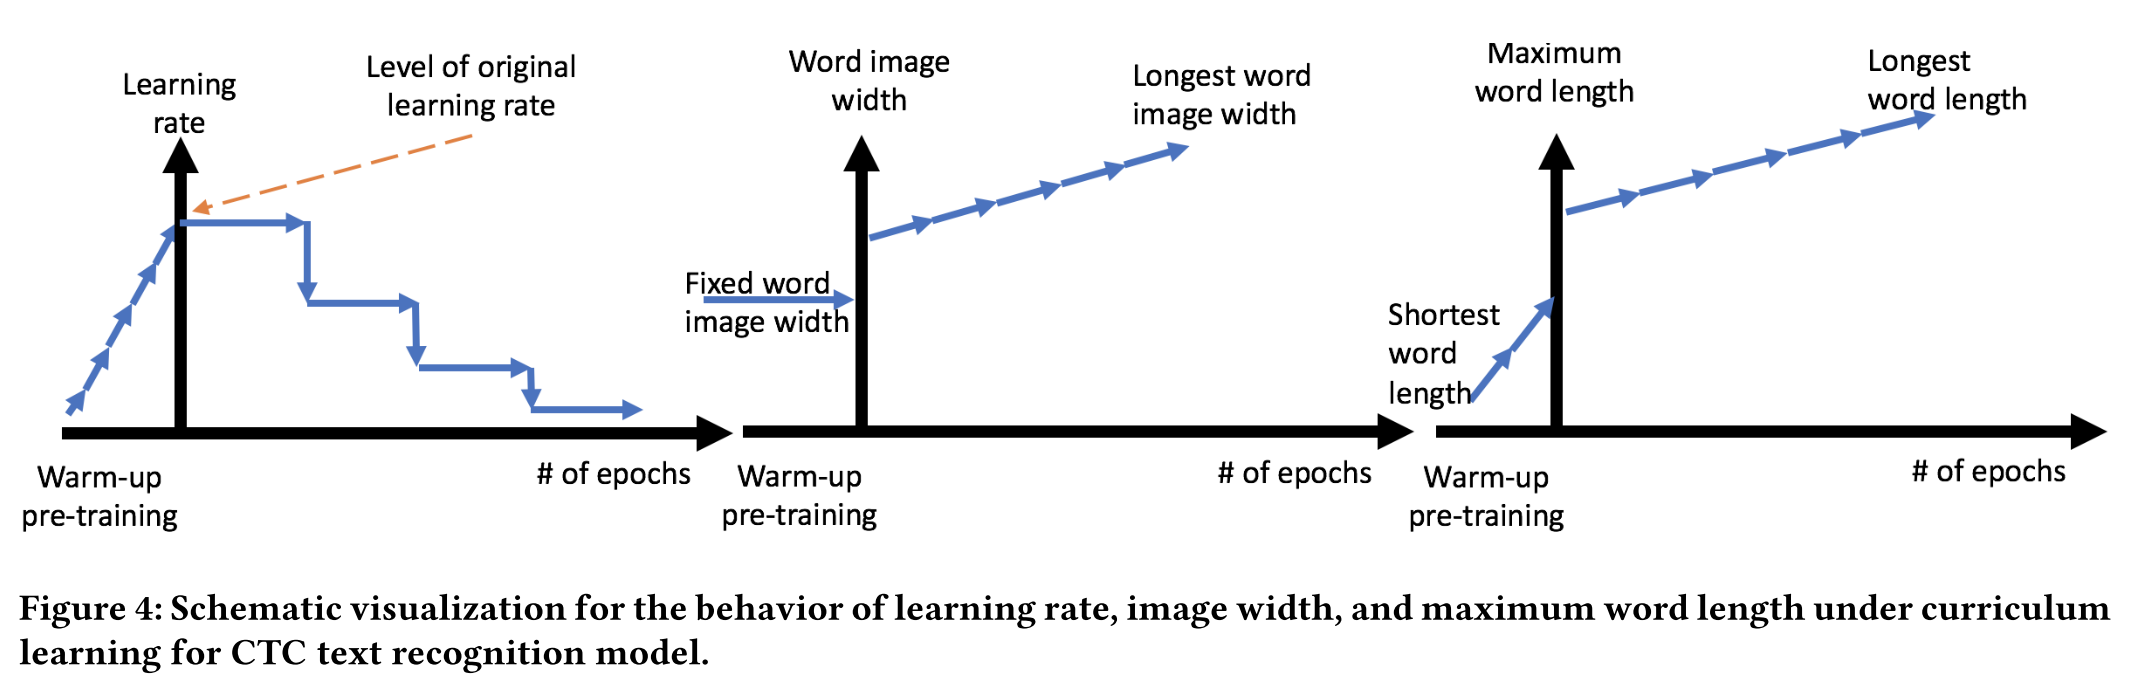 Learning
rate
Level of original
learning rate
Warm-up
pre-training
# of epochs
Word image
width
Longest word
image width
Fixed word
image width
Warm-up
pre-training
# of epochs
Maximum
word length
Longest
word length
Shortest
word
length
Warm-up
pre-training
# of epochs
Figure 4: Schematic visualization for the behavior of learning rate, image width, and maximum word length under curriculum
learning for CTC text recognition model.